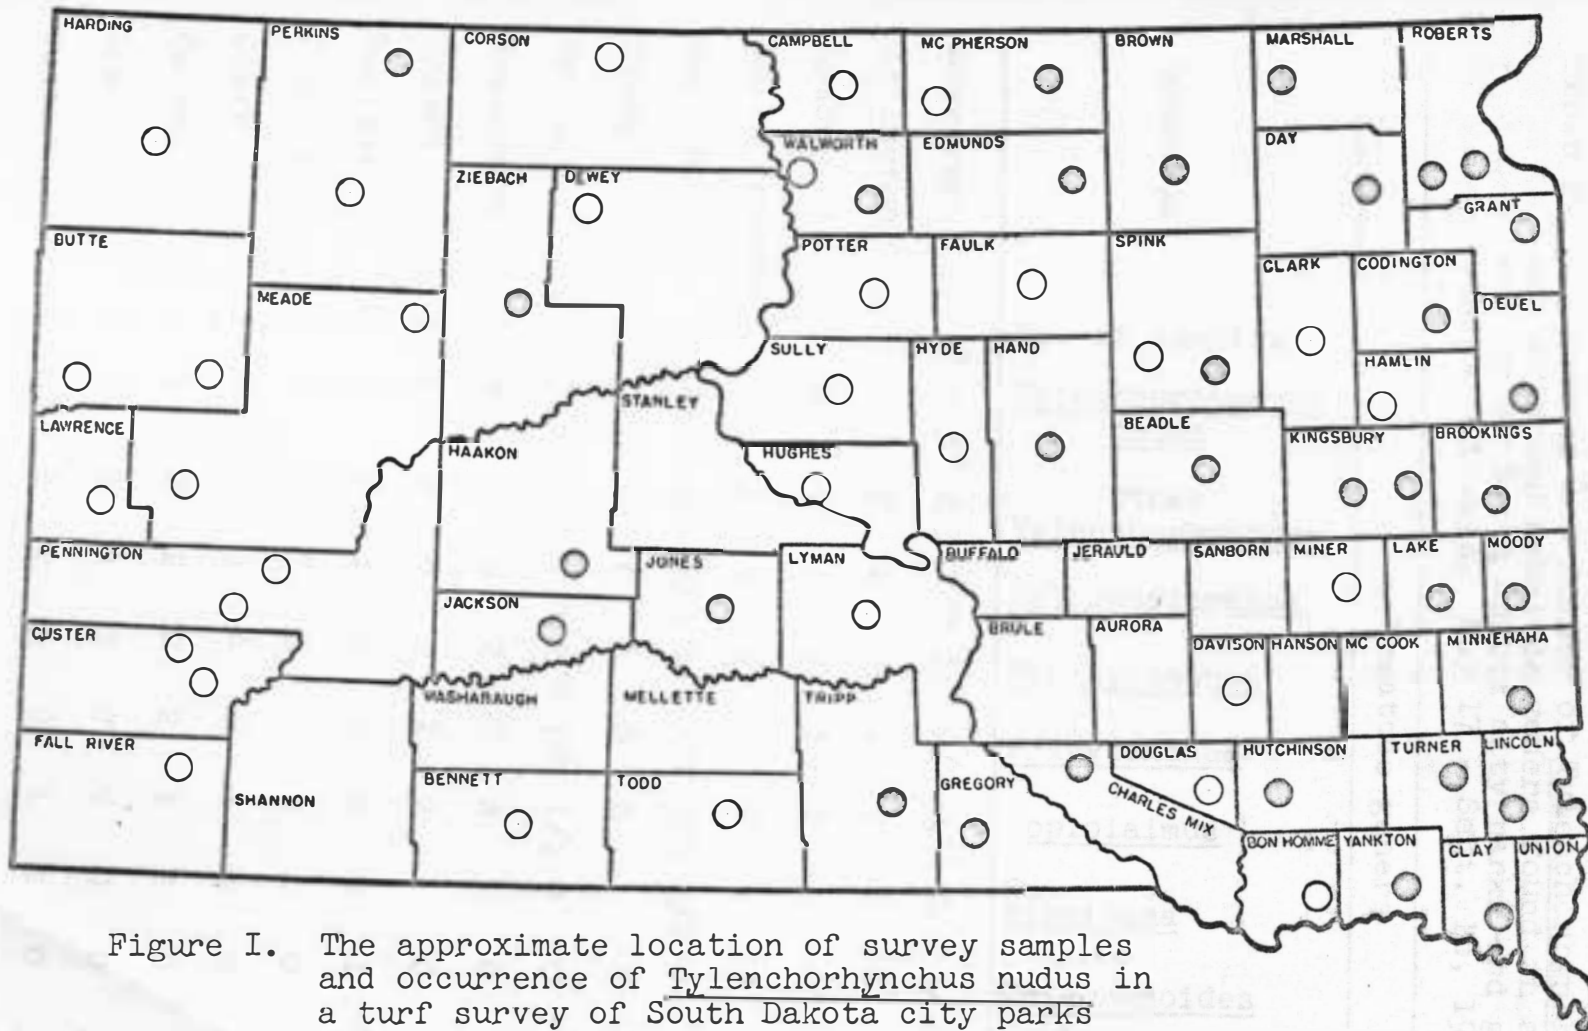 HARDING
PERKINS
CORSON
CAMPBELL
MC PHERSON
BROWN
MARSHALL
ROBERTS
WALWORTH
EDMUNDS
DAY
ZIEBACH
DEWEY
GRANT
BUTTE
POTTER
FAULK
SPINK
CLARK
CODINGTON
MEADE
DEUEL
SULLY
HYDE
HAND
HAMLIN
STANLEY
LAWRENCE
BEADLE
KINGSBURY
BROOKINGS
HAAKON
HUGHES
PENNINGTON
JONES
LYMAN
BUFFALO
JERAULD
SANBORN
MINER
LAKE
MOODY
JACKSON
CUSTER
BRULE
AURORA
DAVISON
HANSON
MC COOK
MINNEHAHA
WASHABAUGH
MELLETTE
TRIPP
FALL RIVER
DOUGLAS
HUTCHINSON
TURNER
LINCOLN
SHANNON
BENNETT
TODD
GREGORY
CHARLES MIX
BON HOMME
YANKTON
CLAY
UNION
Figure I. The approximate location of survey samples
and occurrence of Tylenchorhynchus nudus in
a turf survey of South Dakota city parks